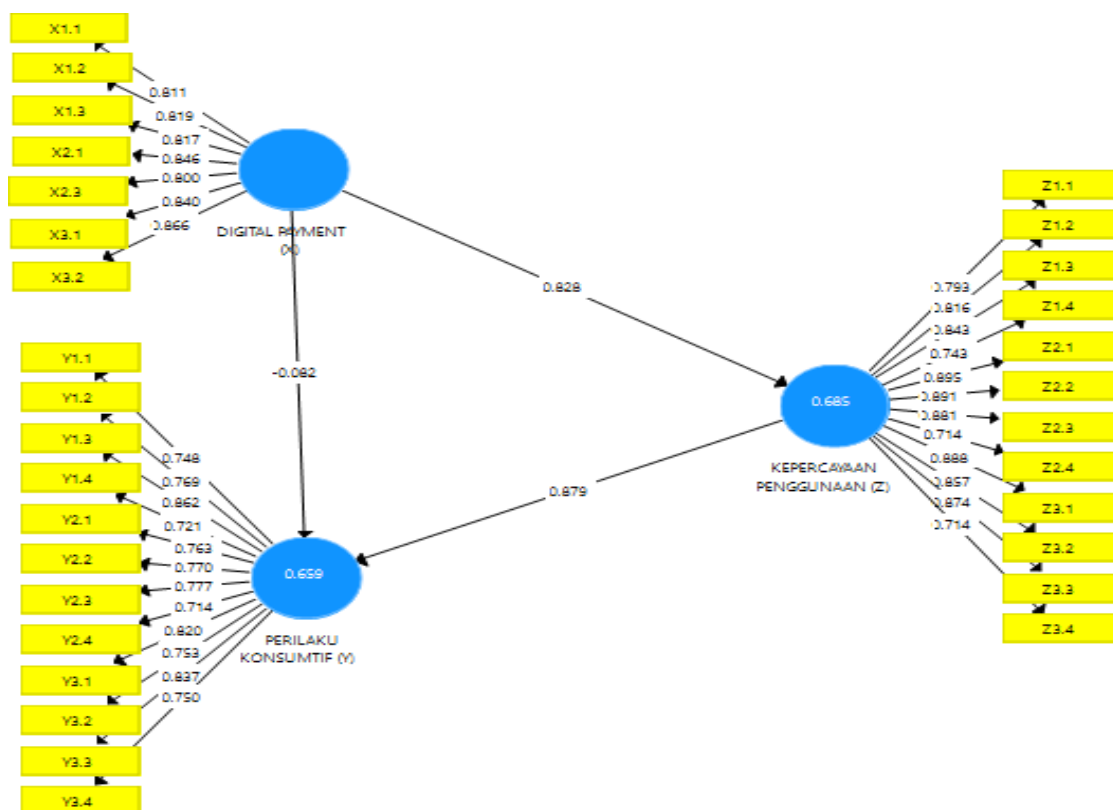 X1.1
X1.2
X1.3
X2.1
X2.3
X3.1
X3.2
0.811
0.819
0.817
0.846
0.800
0.840
0.866
DIGITAL PAYMENT
(X)
0.828
-0.082
0.879
Y1.1
Y1.2
Y1.3
Y1.4
Y2.1
Y2.2
Y2.3
Y2.4
Y3.1
Y3.2
Y3.3
Y3.4
0.748
0.769
0.862
0.721
0.763
0.770
0.777
0.714
0.820
0.753
0.837
0.750
0.659
PERILAKU
KONSUMTIF (Y)
0.685
KEPERCAYAAN
PENGGUNAAN (Z)
0.793
0.816
0.843
0.743
0.895
0.891
0.881
0.714
0.888
0.857
0.874
0.714
Z1.1
Z1.2
Z1.3
Z1.4
Z2.1
Z2.2
Z2.3
Z2.4
Z3.1
Z3.2
Z3.3
Z3.4